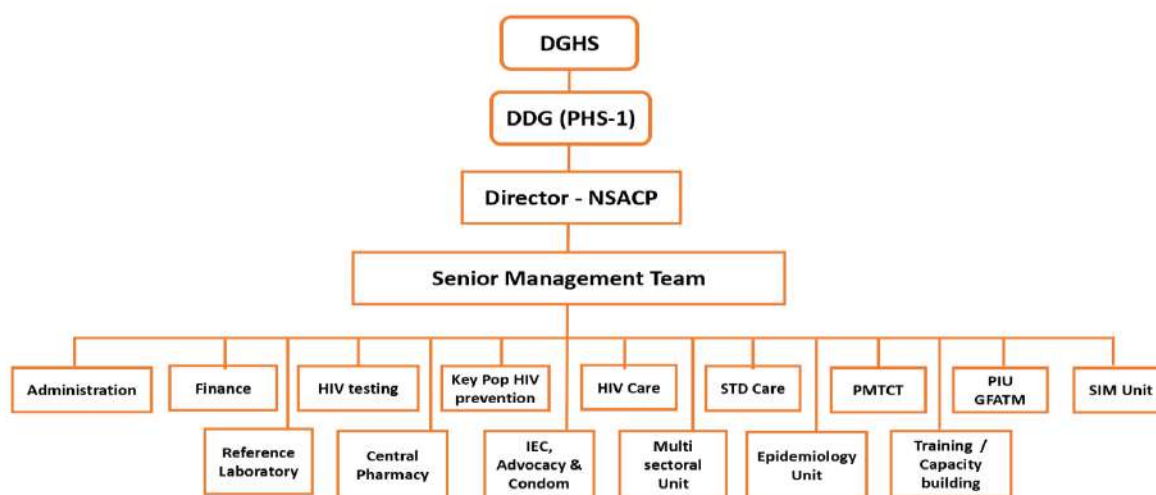 DGHS
DDG (PHS-1)
Director - NSACP
Senior Management Team
Administration
Finance
HIV testing
Key Pop HIV
prevention
HIV Care
STD Care
PMTCT
PIU
GFATM
SIM Unit
Reference
Laboratory
Central
Pharmacy
IEC,
Advocacy &
Condom
Multi
sectoral
Unit
Epidemiology
Unit
Training /
Capacity
building